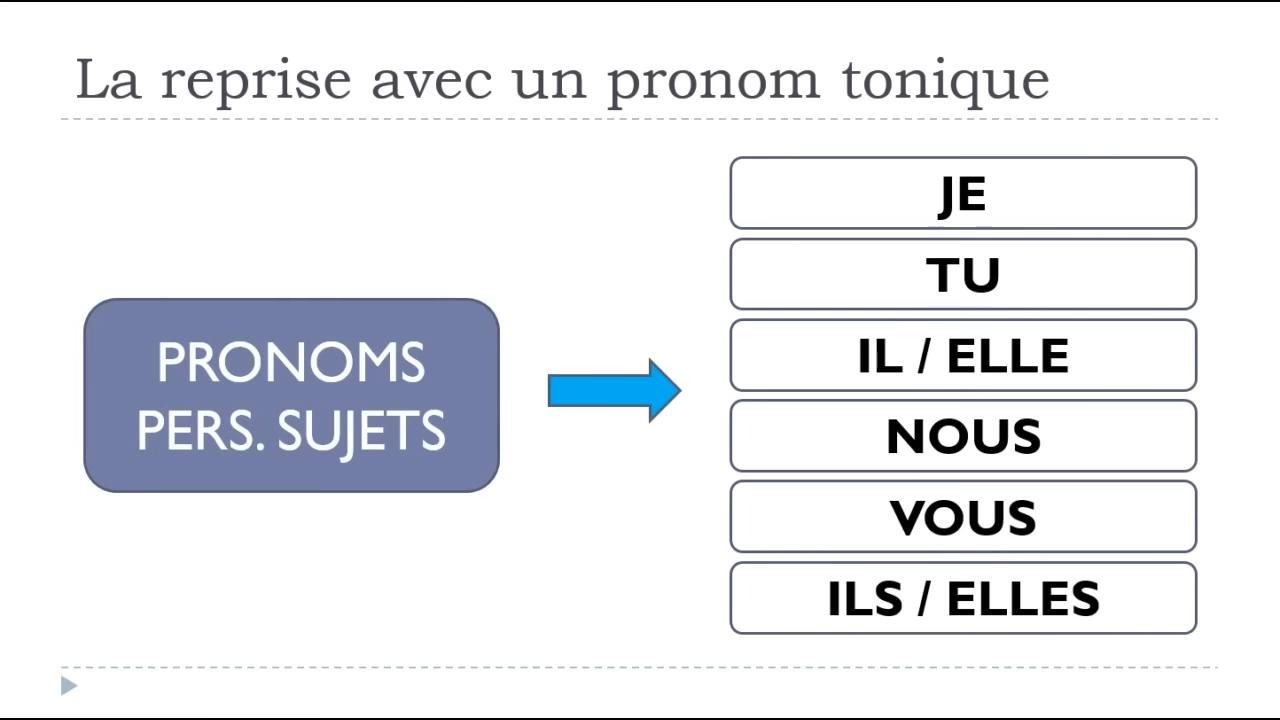 La reprise avec un pronom tonique
PRONOMS
PERS. SUJETS
JE
TU
IL / ELLE
NOUS
VOUS
ILS / ELLES